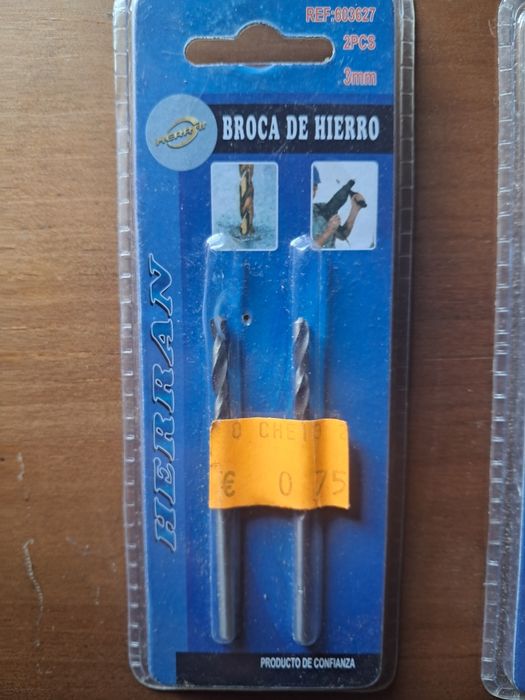 REF:603627
2PCS
3mm
HERRAN
BROCA DE HIERRO
HERRAN
€ 0,75
PRODUCTO DE CONFIANZA